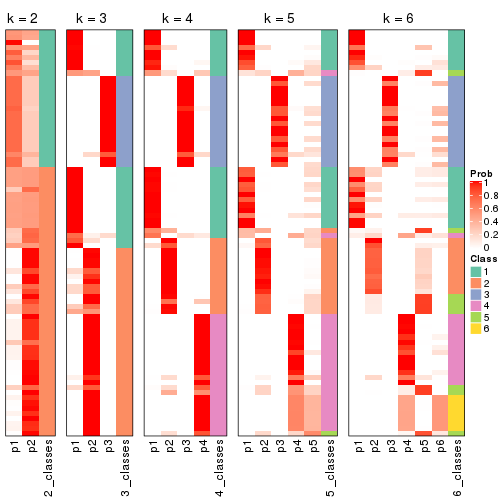 k = 2
k = 3
k = 4
k = 5
k = 6
p1
p2
2_classes
p1
p2
p3
3_classes
p1
p2
p3
p4
4_classes
p1
p2
p3
p4
p5
5_classes
p1
p2
p3
p4
p5
p6
6_classes
Prob
1
0.8
0.6
0.4
0.2
0
Class
1
2
3
4
5
6